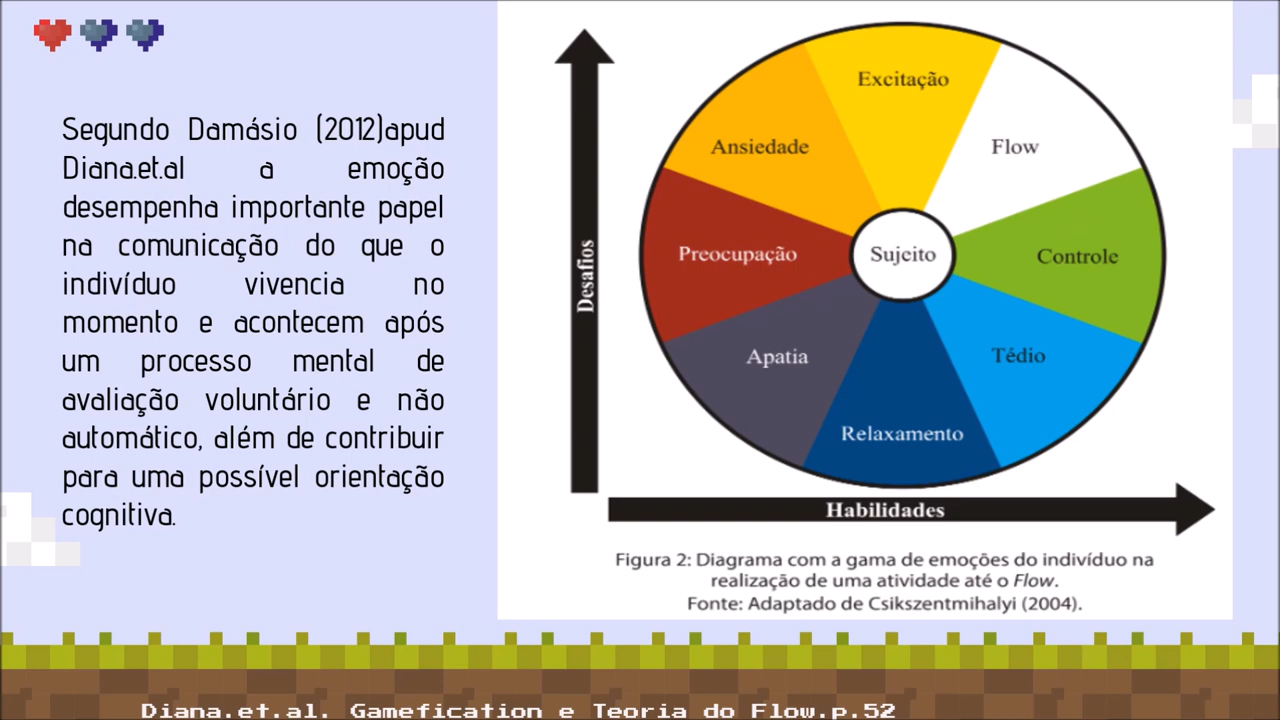 Segundo Damásio (2012)apud
Diana.et.al a emoção
desempenha importante papel
na comunicação do que o
indivíduo vivencia no
momento e acontecem após
um processo mental de
avaliação voluntário e não
automático, além de contribuir
para uma possível orientação
cognitiva.
Desafios
Excitação
Ansiedade
Flow
Preocupação
Sujeito
Controle
Apatia
Tédio
Relaxamento
Habilidades
Figura 2: Diagrama com a gama de emoções do indivíduo na
realização de uma atividade até o Flow.
Fonte: Adaptado de Csikszentmihalyi (2004).
Diana.et.al. Gamefication e Teoria do Flow.p.52